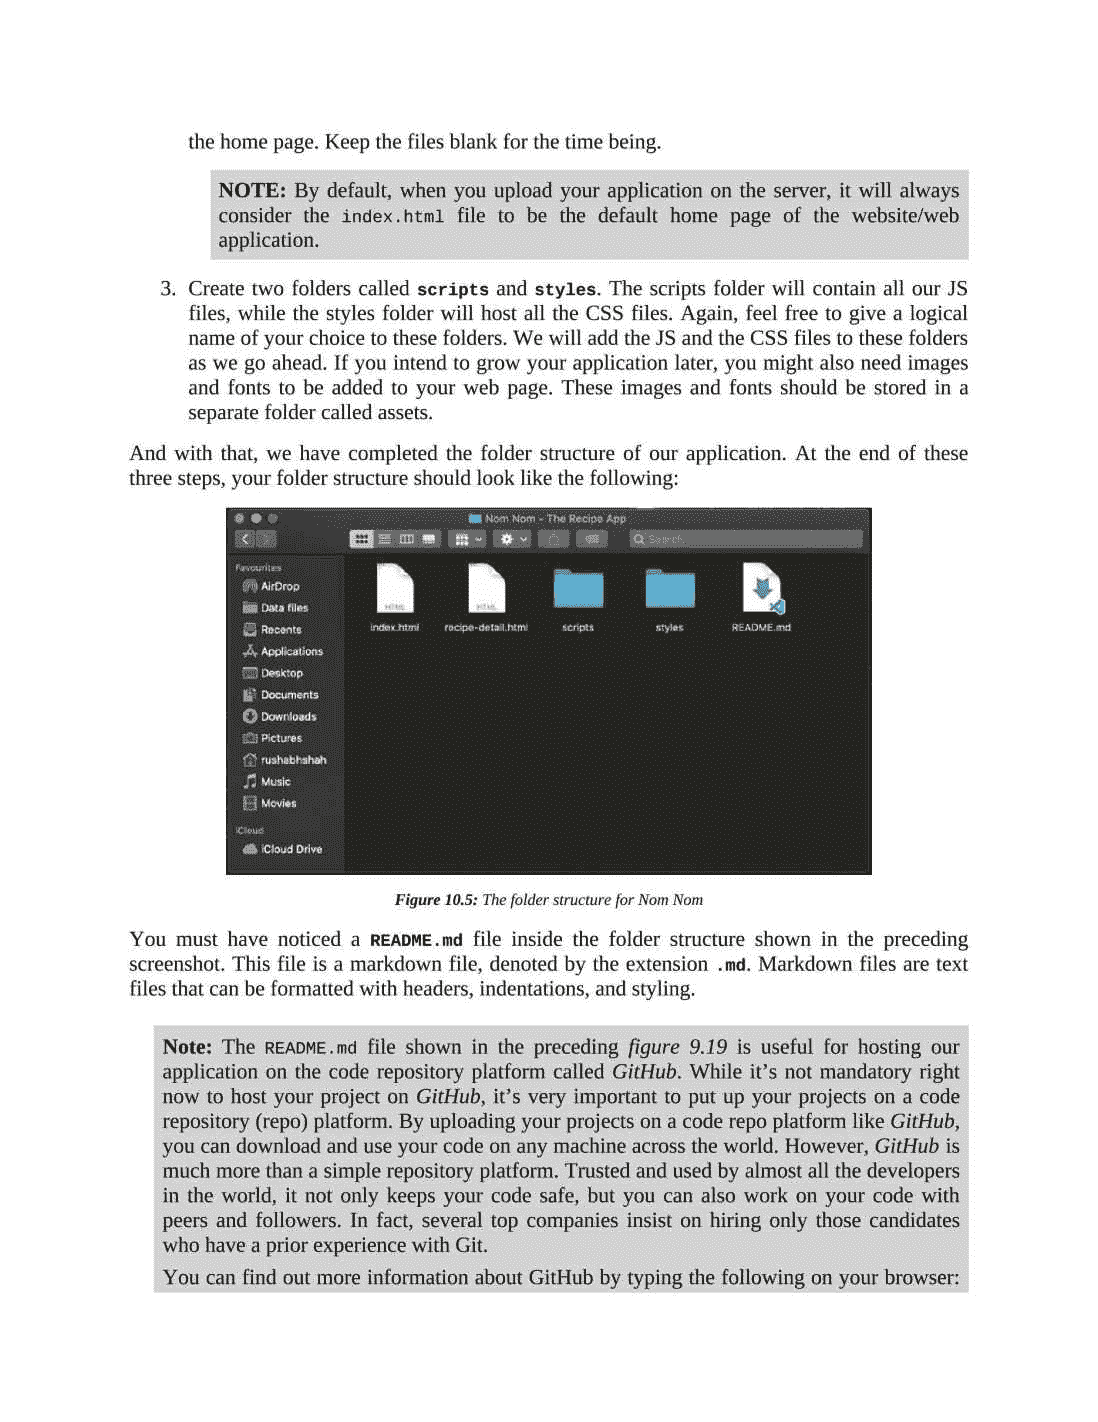 the home page. Keep the files blank for the time being.
NOTE: By default, when you upload your application on the server, it will always
consider the index.html file to be the default home page of the website/web
application.
3. Create two folders called scripts and styles. The scripts folder will contain all our JS
files, while the styles folder will host all the CSS files. Again, feel free to give a logical
name of your choice to these folders. We will add the JS and the CSS files to these folders
as we go ahead. If you intend to grow your application later, you might also need images
and fonts to be added to your web page. These images and fonts should be stored in a
separate folder called assets.
And with that, we have completed the folder structure of our application. At the end of these
three steps, your folder structure should look like the following:
Nom Nom - The Recipe App
Search
Favourites
AirDrop
Data files
Recents
Applications
Desktop
Documents
Downloads
Pictures
rushabhshah
Music
Movies
iCloud
iCloud Drive
HTML
HTML
index.html recipe-detail.html scripts styles README.md
Figure 10.5: The folder structure for Nom Nom
You must have noticed a README.md file inside the folder structure shown in the preceding
screenshot. This file is a markdown file, denoted by the extension .md. Markdown files are text
files that can be formatted with headers, indentations, and styling.
Note: The README.md file shown in the preceding figure 9.19 is useful for hosting our
application on the code repository platform called GitHub. While it’s not mandatory right
now to host your project on GitHub, it’s very important to put up your projects on a code
repository (repo) platform. By uploading your projects on a code repo platform like GitHub,
you can download and use your code on any machine across the world. However, GitHub is
much more than a simple repository platform. Trusted and used by almost all the developers
in the world, it not only keeps your code safe, but you can also work on your code with
peers and followers. In fact, several top companies insist on hiring only those candidates
who have a prior experience with Git.
You can find out more information about GitHub by typing the following on your browser: